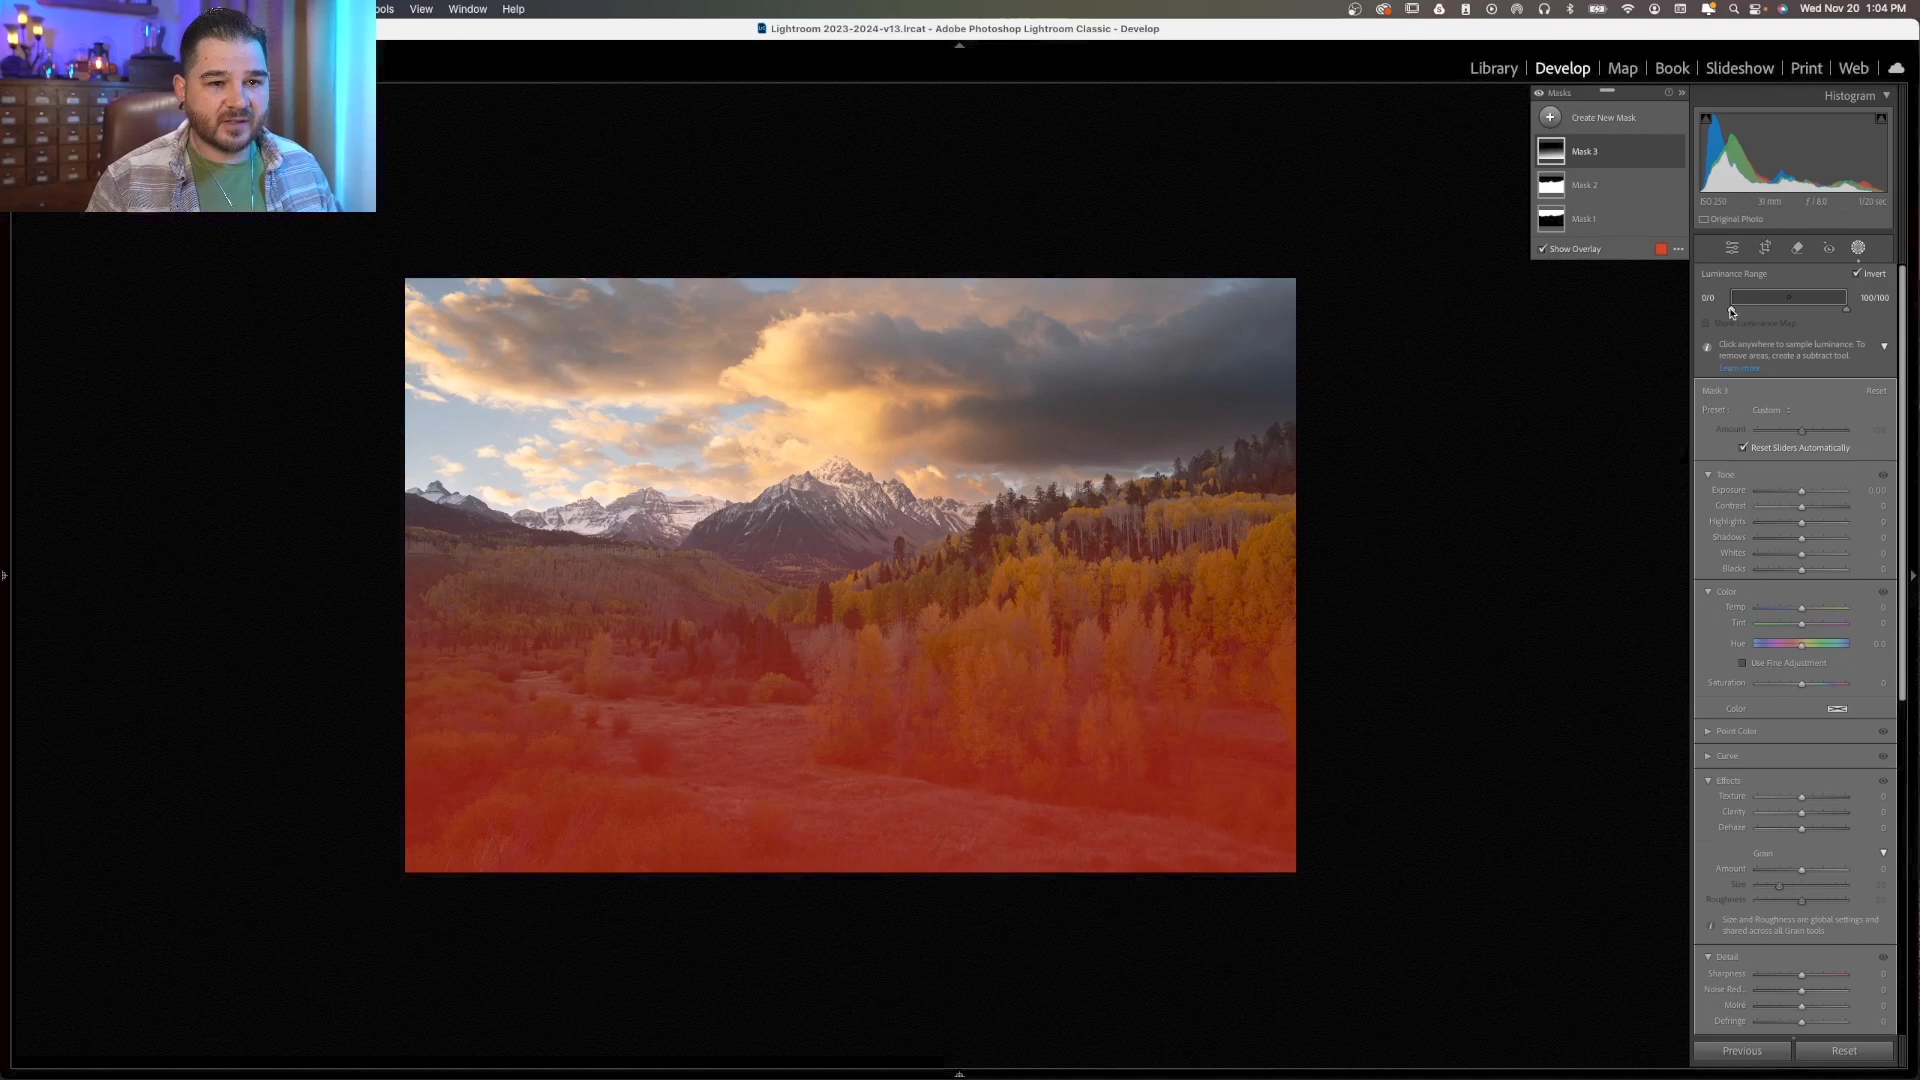 ools View Window Help
Wed Nov 20 1:04 PM
Lightroom 2023-2024-v13.lrcat - Adobe Photoshop Lightroom Classic - Develop
Library | Develop | Map | Book | Slideshow | Print | Web
Masks
Create New Mask
Mask 3
Mask 2
Mask 1
Show Overlay
Histogram
ISO 250 31 mm ƒ / 8.0 1/20 sec
Original Photo
Luminance Range Invert
0/0 100/100
Show Luminance Map
Click anywhere to sample luminance. To
remove areas, create a subtract tool.
Learn more
Mask 3 Reset
Preset : Custom
Amount 100
Reset Sliders Automatically
Tone
Exposure 0.00
Contrast 0
Highlights 0
Shadows 0
Whites 0
Blacks 0
Color
Temp 0
Tint 0
Hue 0.0
Use Fine Adjustment
Saturation 0
Color
Point Color
Curve
Effects
Texture 0
Clarity 0
Dehaze 0
Grain
Amount 0
Size 25
Roughness 50
Size and Roughness are global settings and
shared across all Grain tools
Detail
Sharpness 0
Noise Red... 0
Moiré 0
Defringe 0
Previous Reset